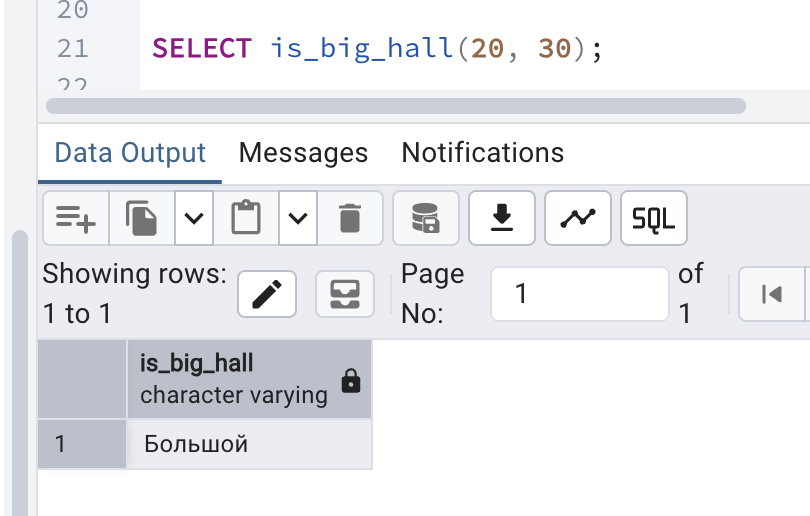 20
21 SELECT is_big_hall(20, 30);
22
Data Output Messages Notifications
SQL
Showing rows: 1 to 1
Page No: 1 of 1
is_big_hall
character varying
1 Большой